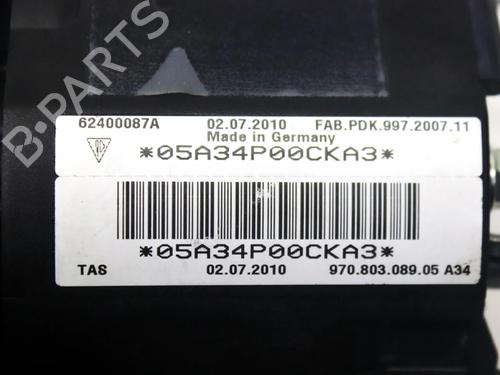 B-PARTS
62400087A 02.07.2010 FAB.PDK.997.2007.11
Made in Germany
*05A34P00CKA3*
*05A34P00CKA3*
TAS 02.07.2010 970.803.089.05 A34